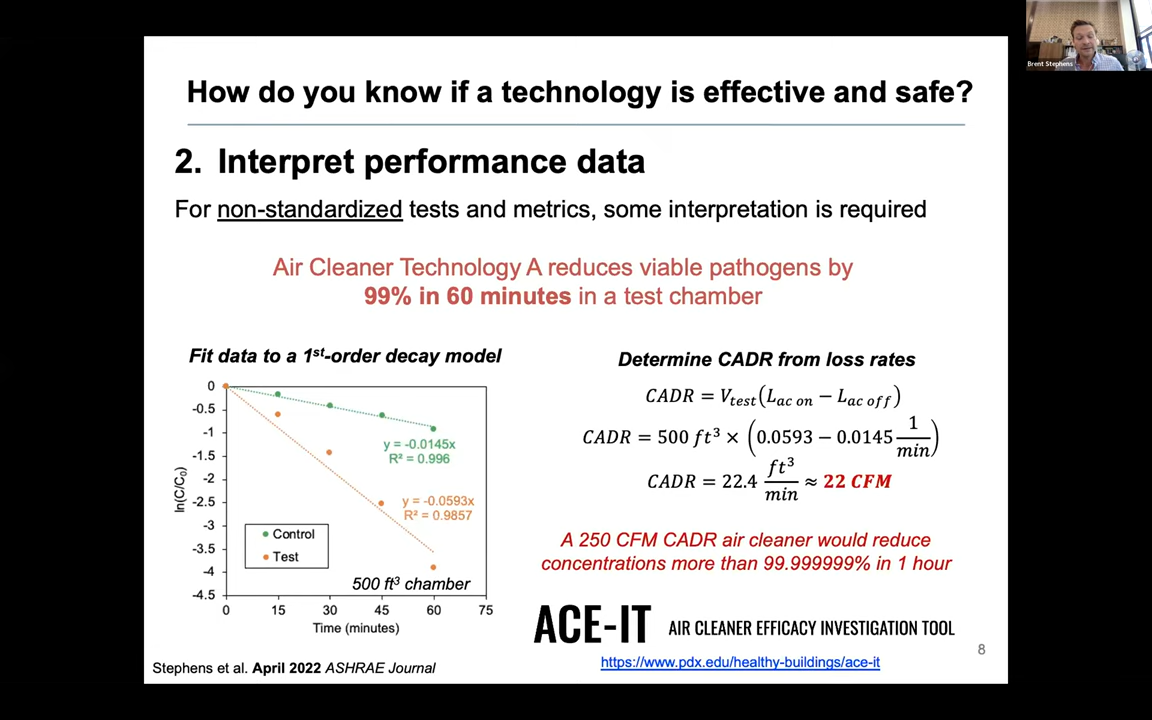 Brent Stephens
How do you know if a technology is effective and safe?
2. Interpret performance data
For non-standardized tests and metrics, some interpretation is required
Air Cleaner Technology A reduces viable pathogens by
99% in 60 minutes in a test chamber
Fit data to a 1st-order decay model
0
-0.5
-1
-1.5
-2
-2.5
-3
-3.5
-4
-4.5
ln(C/C0)
y = -0.0145x
R² = 0.996
y = -0.0593x
R² = 0.9857
Control
Test
500 ft³ chamber
0 15 30 45 60 75
Time (minutes)
Determine CADR from loss rates
CADR = Vtest(Lac on − Lac off)
CADR = 500 ft³ × (0.0593 − 0.0145 1/min)
CADR = 22.4 ft³/min ≈ 22 CFM
A 250 CFM CADR air cleaner would reduce
concentrations more than 99.999999% in 1 hour
ACE-IT AIR CLEANER EFFICACY INVESTIGATION TOOL
https://www.pdx.edu/healthy-buildings/ace-it
8
Stephens et al. April 2022 ASHRAE Journal